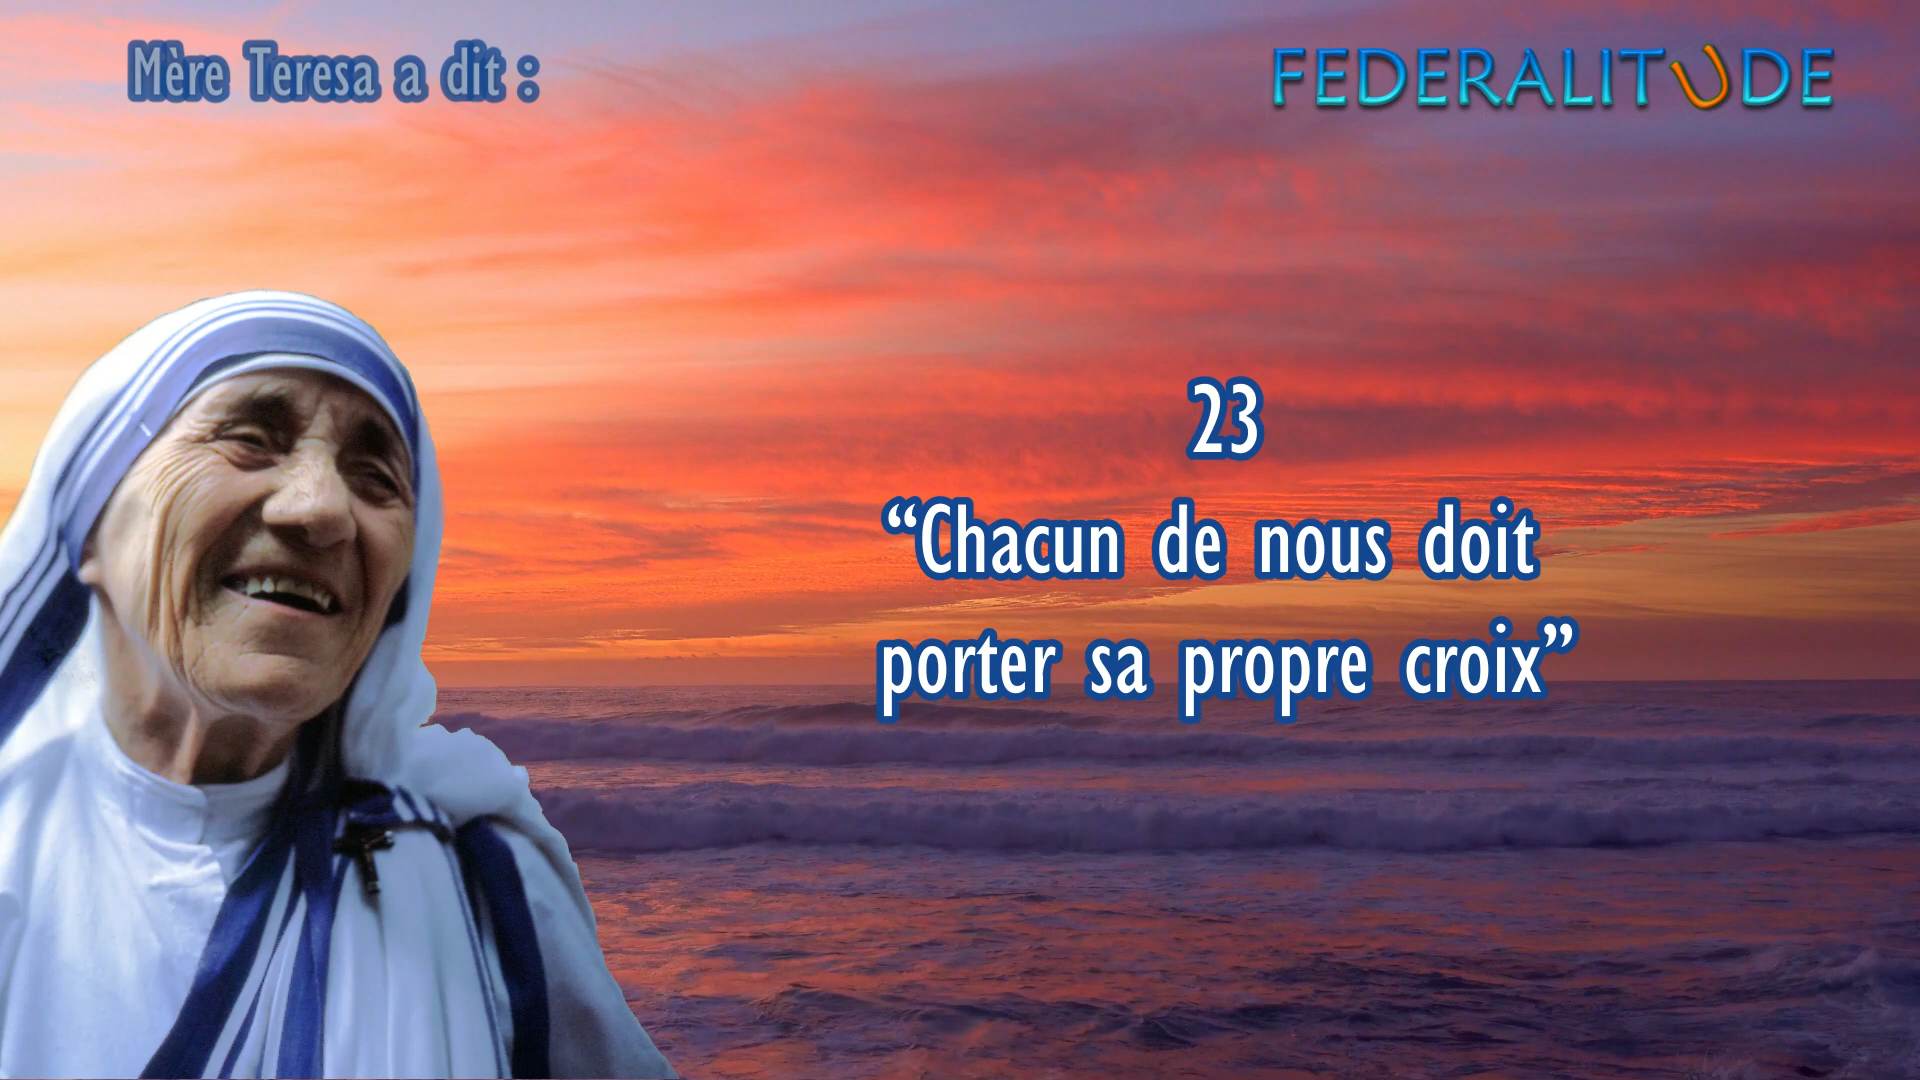 Mère Teresa a dit :
FEDERALITUDE
23
“Chacun de nous doit
porter sa propre croix”